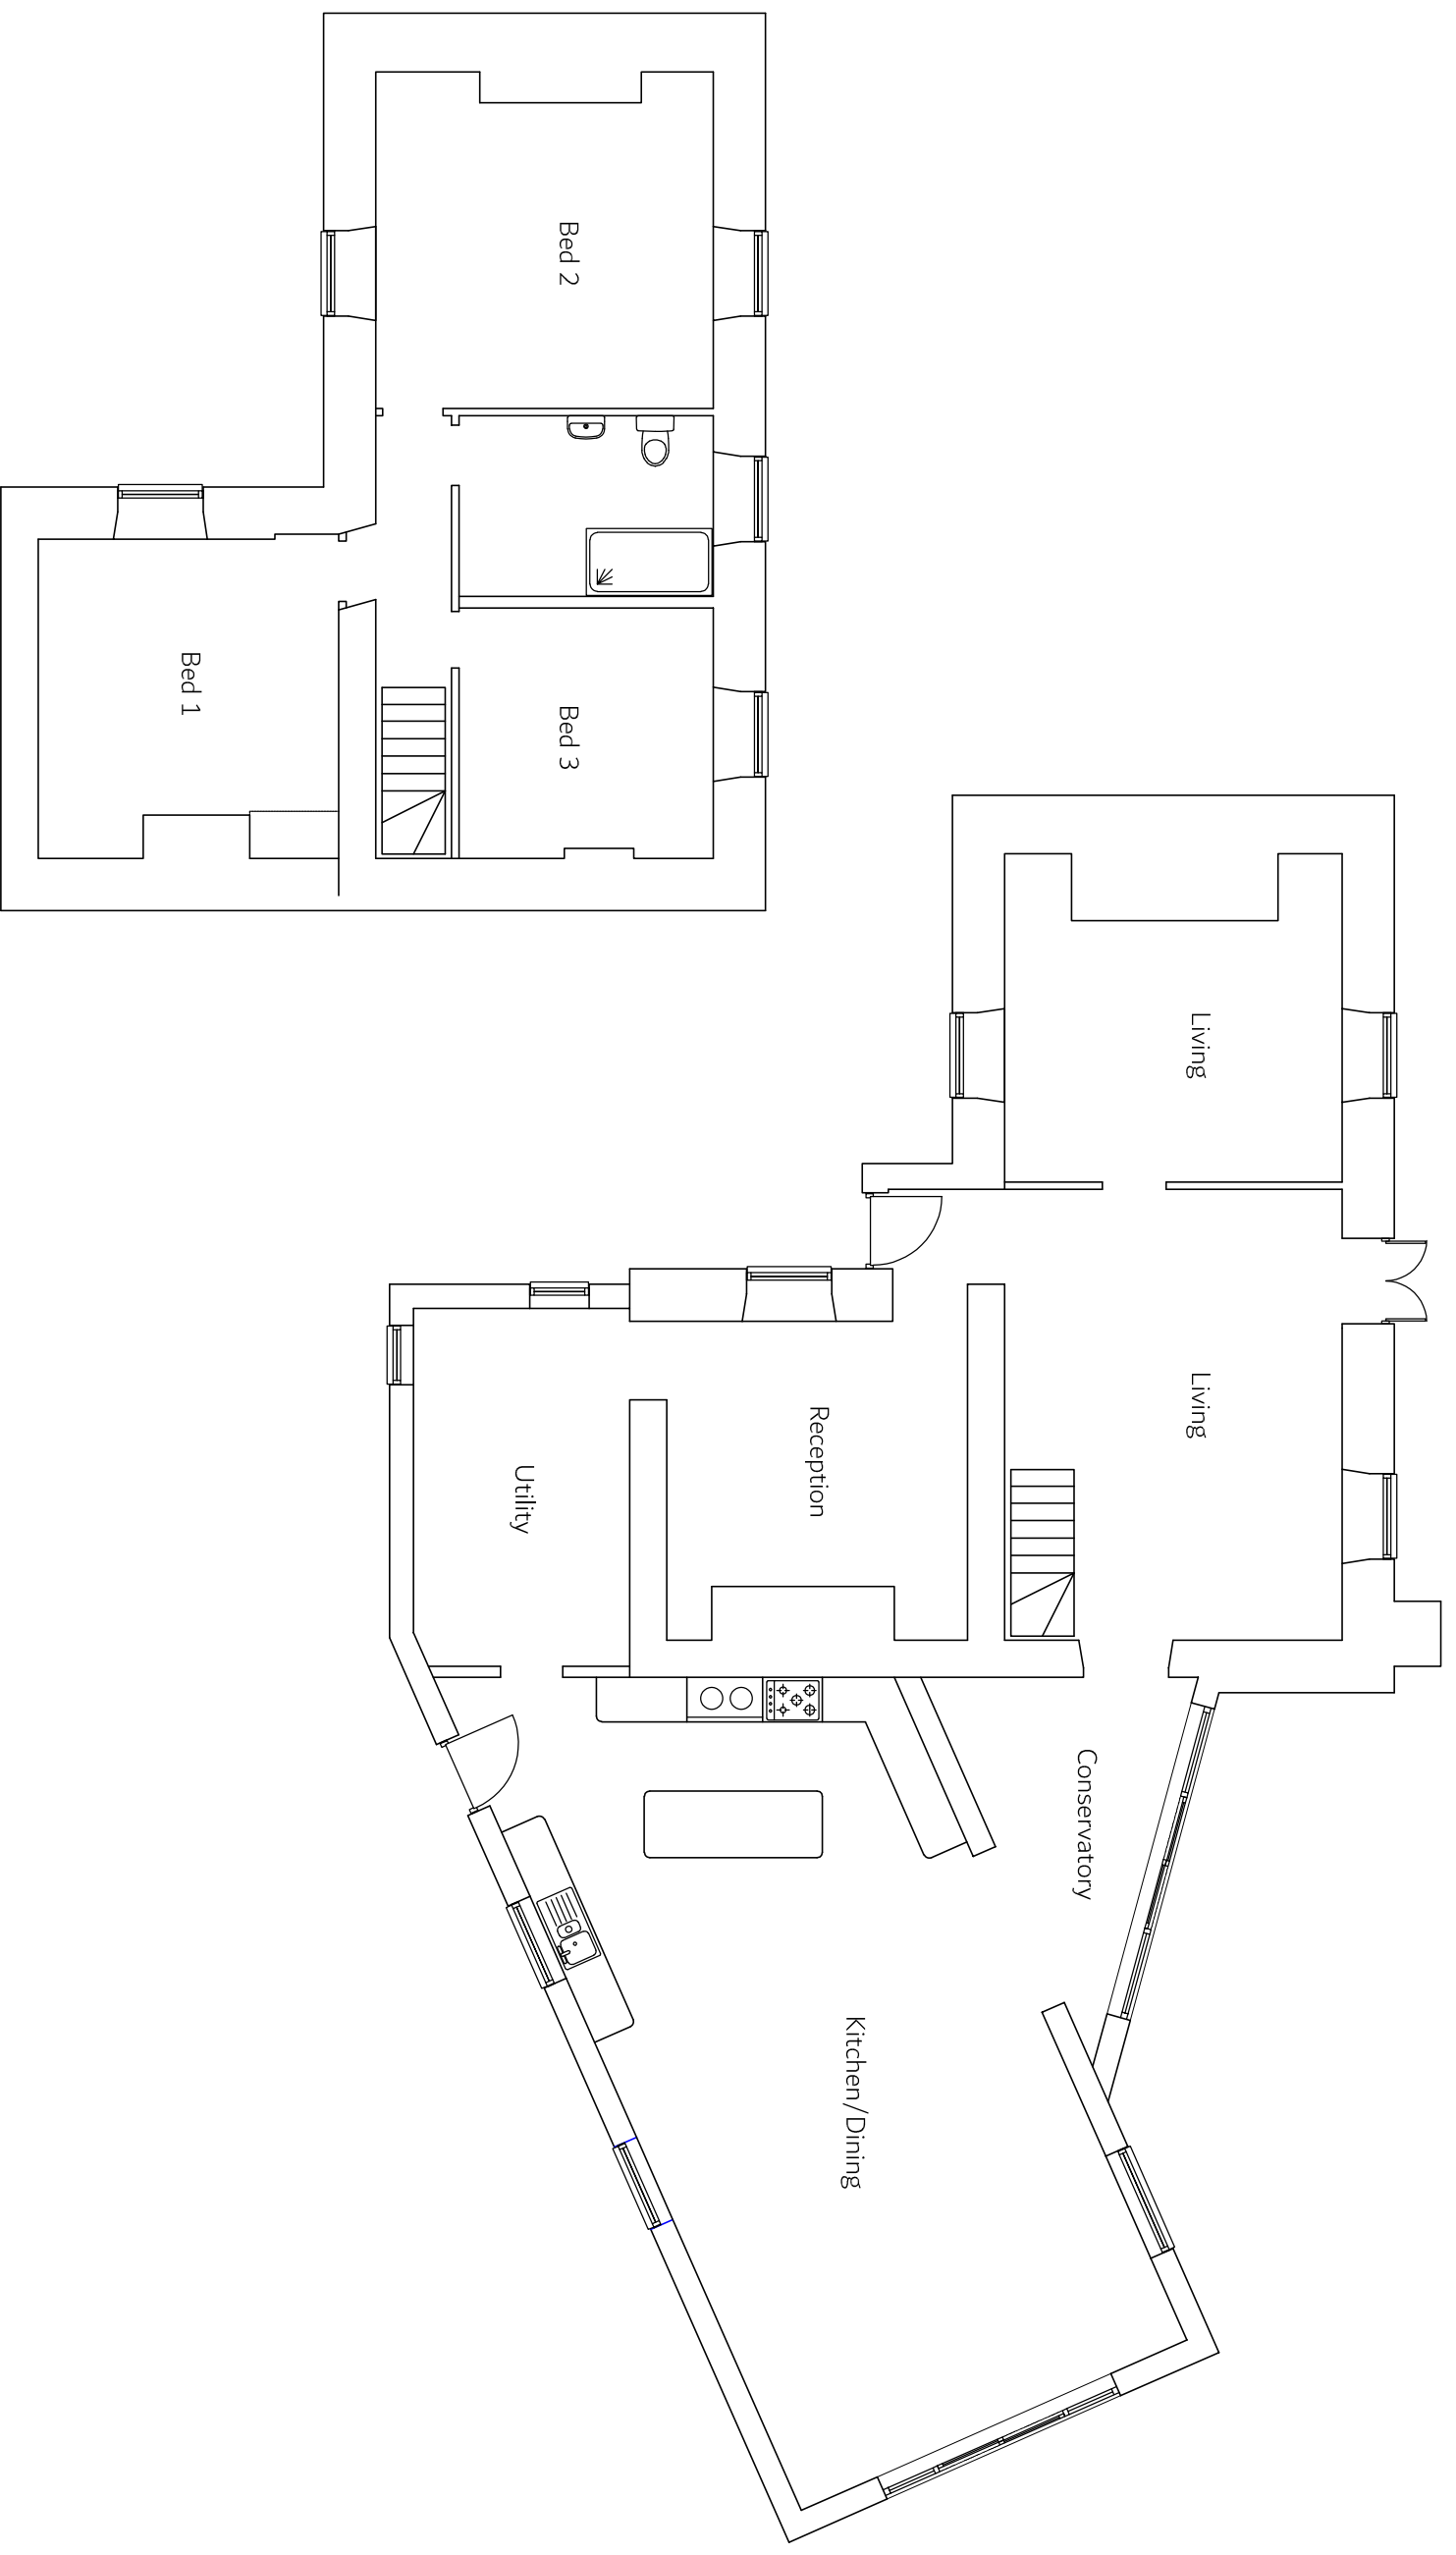 Bed 2
Bed 3
Bed 1
Living
Living
Reception
Utility
Conservatory
Kitchen/Dining